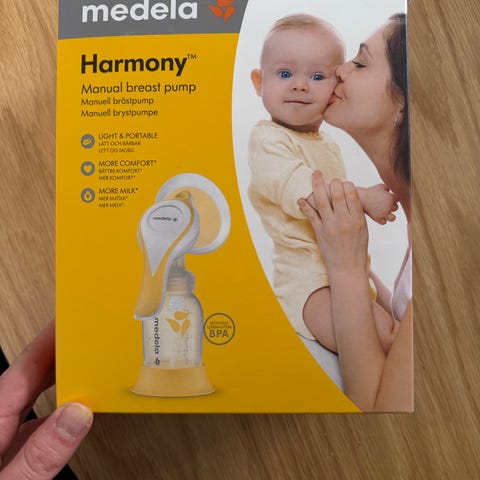 medela
Harmony™
Manual breast pump
Manuell bröstpump
Manuell brystpumpe
LIGHT & PORTABLE
LÄTT OCH BÄRBAR
LETT OG MOBIL
MORE COMFORT*
BÄTTRE KOMFORT*
MER KOMFORT*
MORE MILK*
MER MJÖLK*
MER MELK*
medela
medela
WITHOUT
BPA